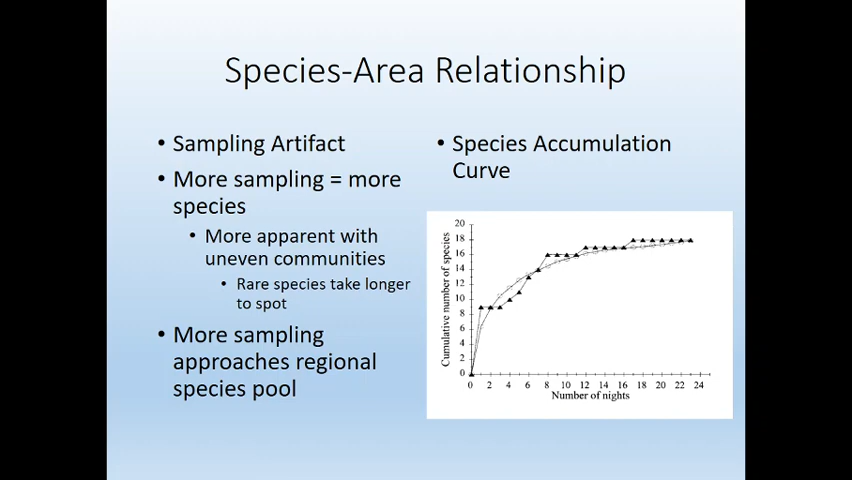 Species-Area Relationship
• Sampling Artifact
• More sampling = more
species
• More apparent with
uneven communities
• Rare species take longer
to spot
• More sampling
approaches regional
species pool
• Species Accumulation
Curve
Cumulative number of species
20
18
16
14
12
10
8
6
4
2
0
0 2 4 6 8 10 12 14 16 18 20 22 24
Number of nights